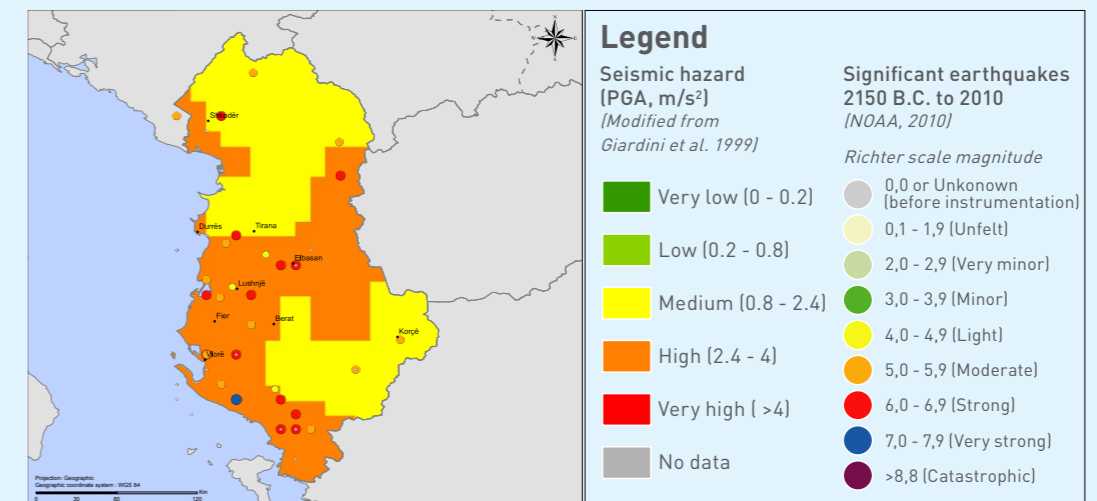 N
Shkodër
Durrës
Tirana
Elbasan
Lushnjë
Fier
Berat
Korçë
Vlorë
Projection: Geographic
Geographic coordinate system : WGS 84
Km
0 30 60 120
Legend
Seismic hazard
(PGA, m/s²)
(Modified from
Giardini et al. 1999)
Very low (0 - 0.2)
Low (0.2 - 0.8)
Medium (0.8 - 2.4)
High (2.4 - 4)
Very high ( >4)
No data
Significant earthquakes
2150 B.C. to 2010
(NOAA, 2010)
Richter scale magnitude
0,0 or Unkonown
(before instrumentation)
0,1 - 1,9 (Unfelt)
2,0 - 2,9 (Very minor)
3,0 - 3,9 (Minor)
4,0 - 4,9 (Light)
5,0 - 5,9 (Moderate)
6,0 - 6,9 (Strong)
7,0 - 7,9 (Very strong)
>8,8 (Catastrophic)